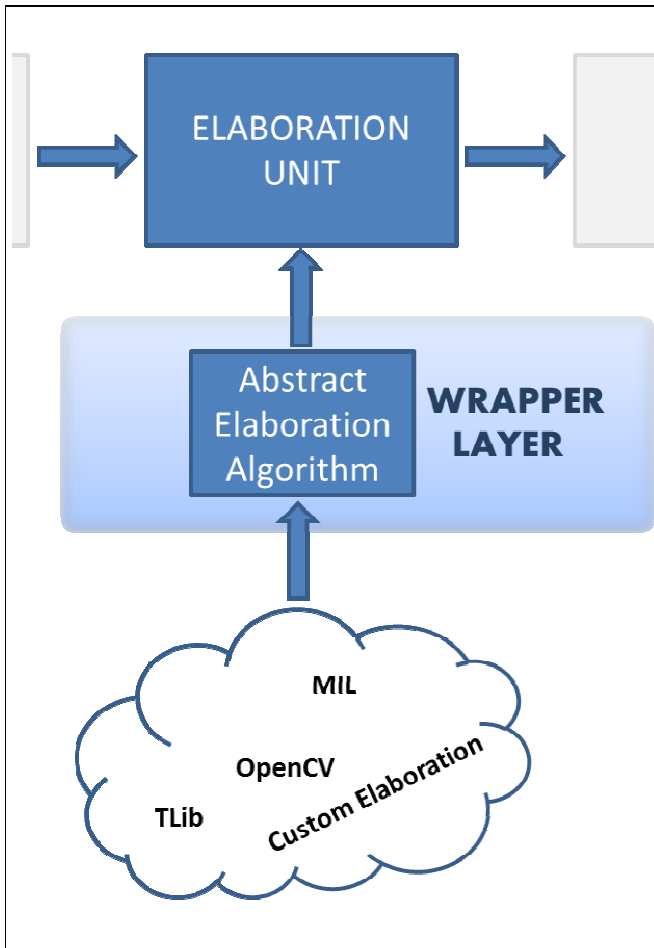 ELABORATION
UNIT
Abstract
Elaboration
Algorithm
WRAPPER
LAYER
MIL
OpenCV
Custom Elaboration
TLib